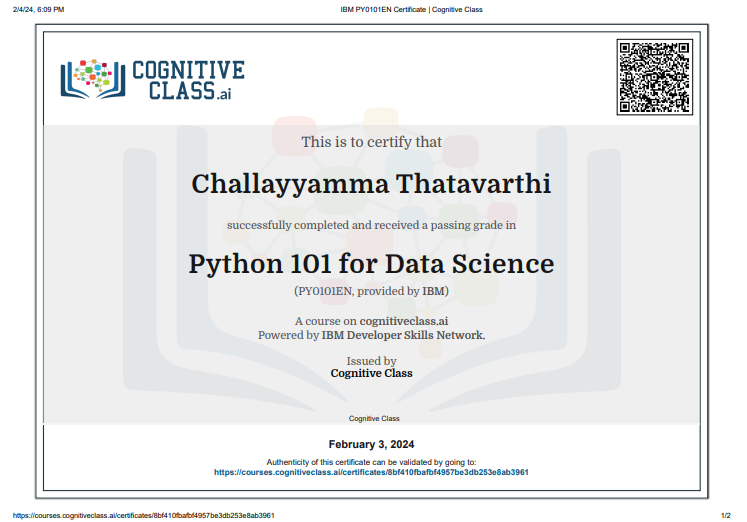 2/4/24, 6:09 PM IBM PY0101EN Certificate | Cognitive Class
COGNITIVE
CLASS.ai
This is to certify that
Challayyamma Thatavarthi
successfully completed and received a passing grade in
Python 101 for Data Science
(PY0101EN, provided by IBM)
A course on cognitiveclass.ai
Powered by IBM Developer Skills Network.
Issued by
Cognitive Class
Cognitive Class
February 3, 2024
Authenticity of this certificate can be validated by going to:
https://courses.cognitiveclass.ai/certificates/8bf410fbafbf4957be3db253e8ab3961
https://courses.cognitiveclass.ai/certificates/8bf410fbafbf4957be3db253e8ab3961 1/2